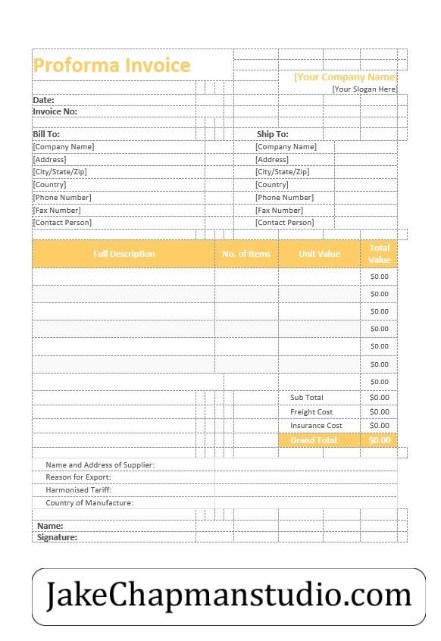 Proforma Invoice
[Your Company Name]
[Your Slogan Here]
Date:
Invoice No:
Bill To: Ship To:
[Company Name] [Company Name]
[Address] [Address]
[City/State/Zip] [City/State/Zip]
[Country] [Country]
[Phone Number] [Phone Number]
[Fax Number] [Fax Number]
[Contact Person] [Contact Person]
Full Description No. of Items Unit Value Total Value
$0.00
$0.00
$0.00
$0.00
$0.00
$0.00
$0.00
Sub Total $0.00
Freight Cost $0.00
Insurance Cost $0.00
Grand Total $0.00
Name and Address of Supplier:
Reason for Export:
Harmonised Tariff:
Country of Manufacture:
Name:
Signature:
JakeChapmanstudio.com